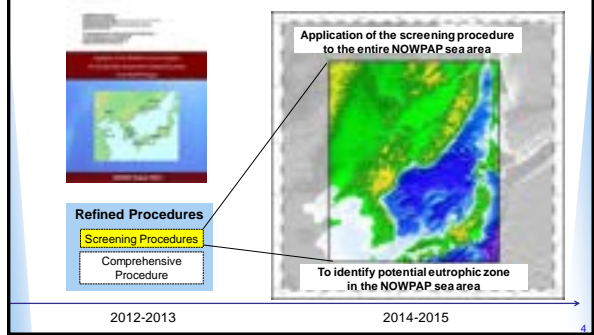 Application of the screening procedure
to the entire NOWPAP sea area
Refined Procedures
Screening Procedures
Comprehensive
Procedure
To identify potential eutrophic zone
in the NOWPAP sea area
2012-2013
2014-2015
4